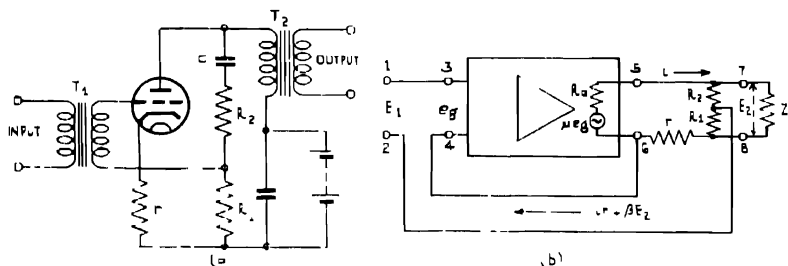 T2
C
OUTPUT
T1
R2
INPUT
r
R1
(a)
1
3
5
i
7
Ra
R2
E1
eg
E2
Z
μeg
R1
2
4
6
r
8
ir + βE2
(b)